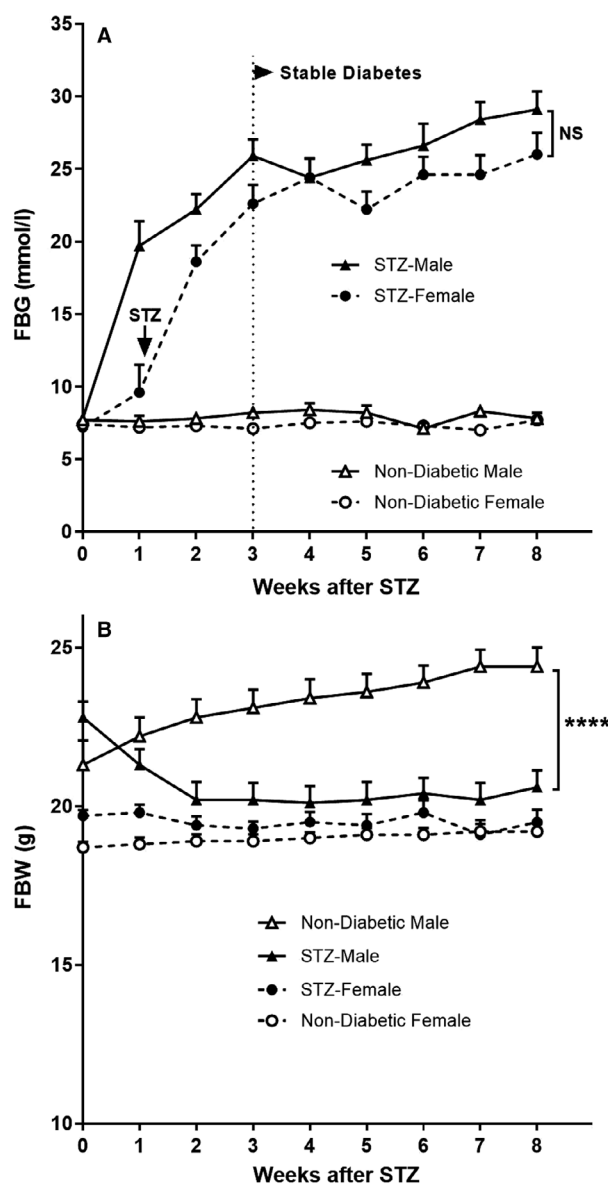 A
35
30
25
20
15
10
5
0
FBG (mmol/l)
Stable Diabetes
NS
STZ
STZ-Male
STZ-Female
Non-Diabetic Male
Non-Diabetic Female
0 1 2 3 4 5 6 7 8
Weeks after STZ
B
25
20
15
10
FBW (g)
****
Non-Diabetic Male
STZ-Male
STZ-Female
Non-Diabetic Female
0 1 2 3 4 5 6 7 8
Weeks after STZ